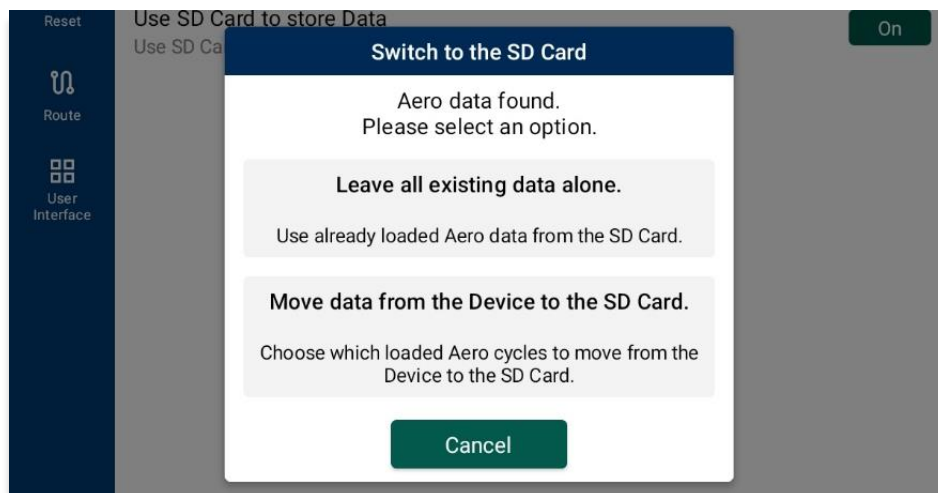 Reset
Use SD Card to store Data
Use SD Ca
On
Route
User
Interface
Switch to the SD Card
Aero data found.
Please select an option.
Leave all existing data alone.
Use already loaded Aero data from the SD Card.
Move data from the Device to the SD Card.
Choose which loaded Aero cycles to move from the
Device to the SD Card.
Cancel